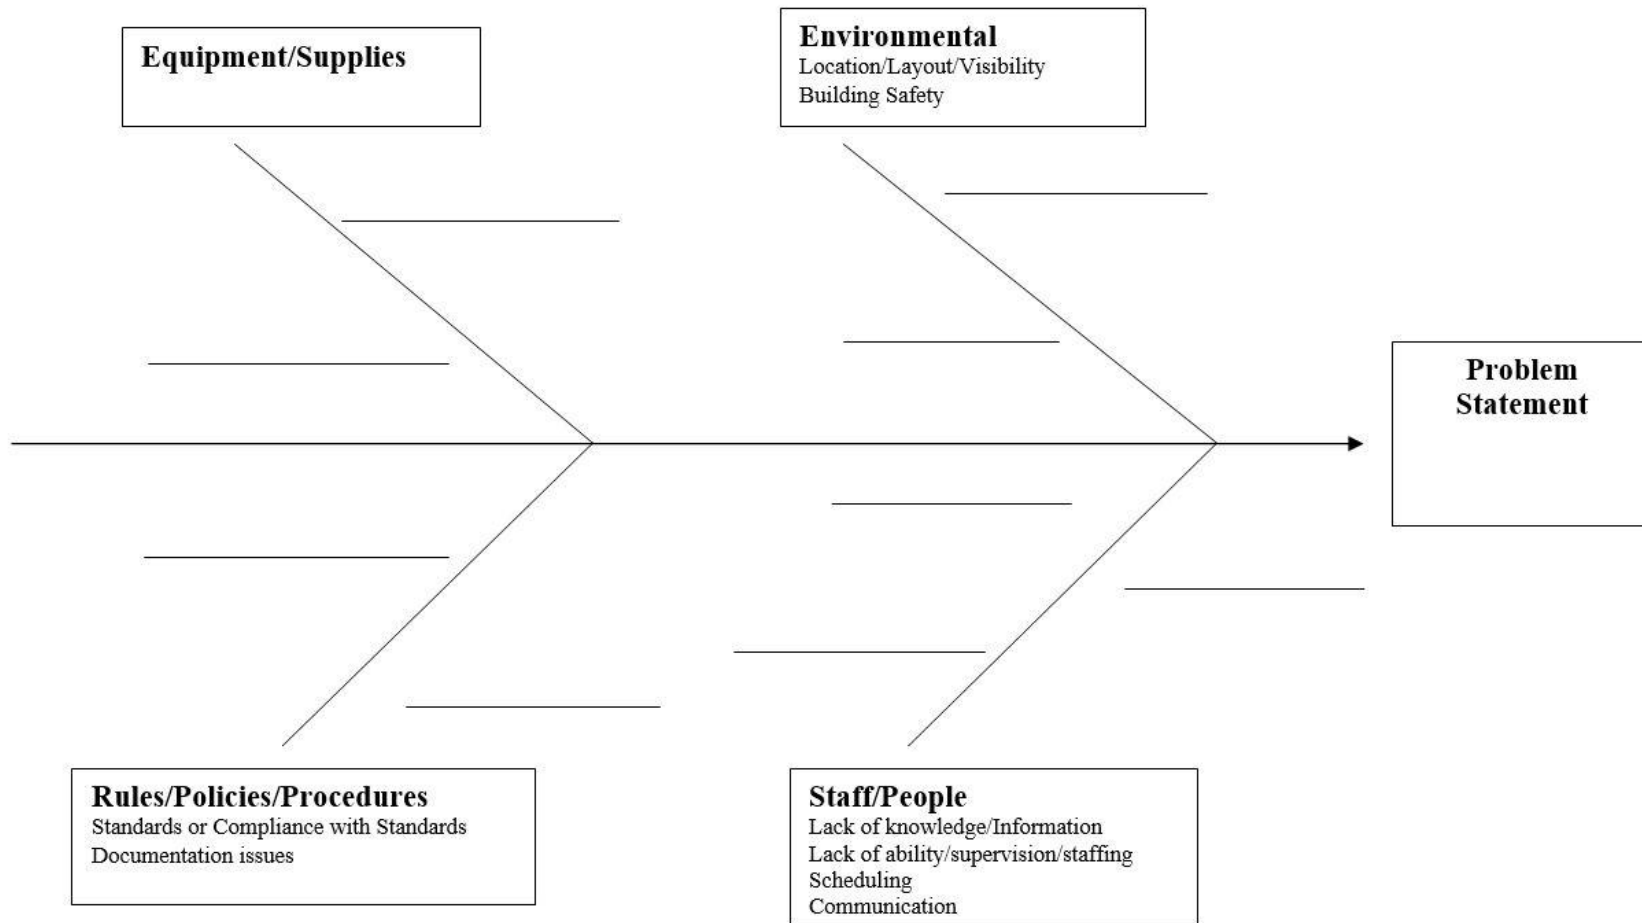 Equipment/Supplies
Environmental
Location/Layout/Visibility
Building Safety
Problem
Statement
Rules/Policies/Procedures
Standards or Compliance with Standards
Documentation issues
Staff/People
Lack of knowledge/Information
Lack of ability/supervision/staffing
Scheduling
Communication